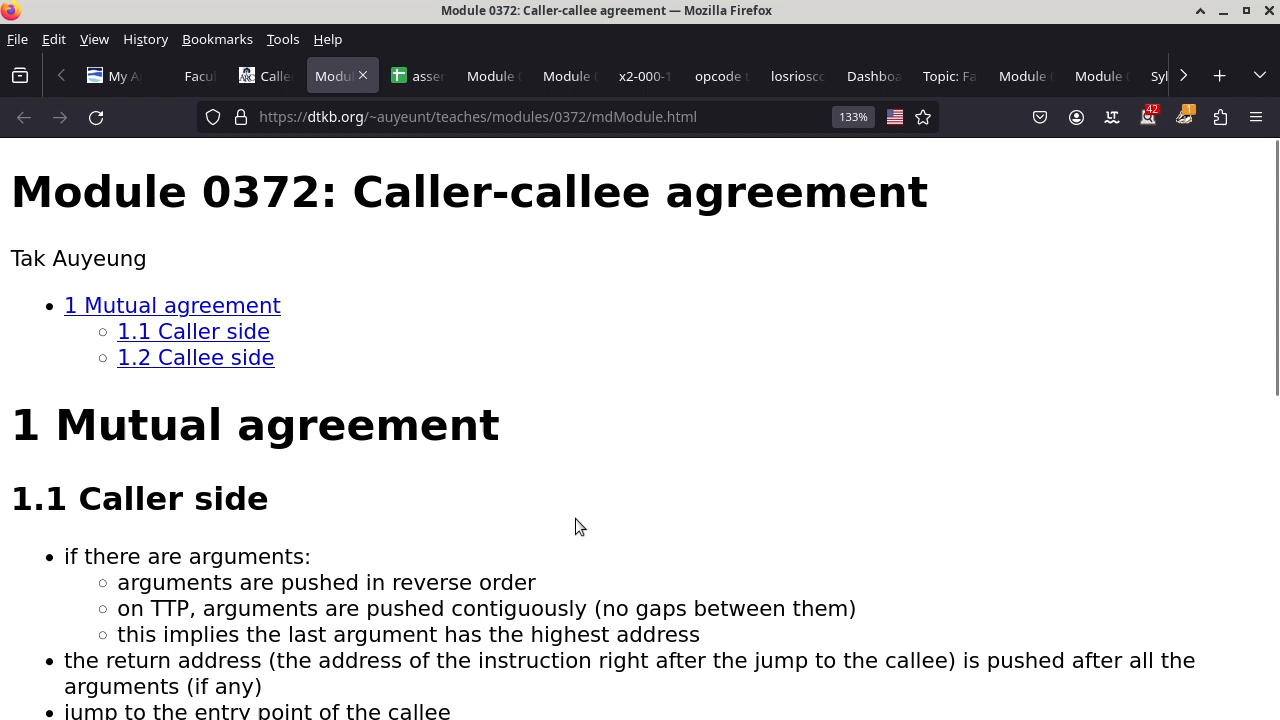 Module 0372: Caller-callee agreement — Mozilla Firefox
File Edit View History Bookmarks Tools Help
My A Facul Calle Modul asser Module Module x2-000-1 opcode t losriosco Dashboa Topic: Fa Module Module Syl
https://dtkb.org/~auyeunt/teaches/modules/0372/mdModule.html 133% 42 1
Module 0372: Caller-callee agreement
Tak Auyeung
• 1 Mutual agreement
◦ 1.1 Caller side
◦ 1.2 Callee side
1 Mutual agreement
1.1 Caller side
• if there are arguments:
◦ arguments are pushed in reverse order
◦ on TTP, arguments are pushed contiguously (no gaps between them)
◦ this implies the last argument has the highest address
• the return address (the address of the instruction right after the jump to the callee) is pushed after all the
arguments (if any)
• jump to the entry point of the callee